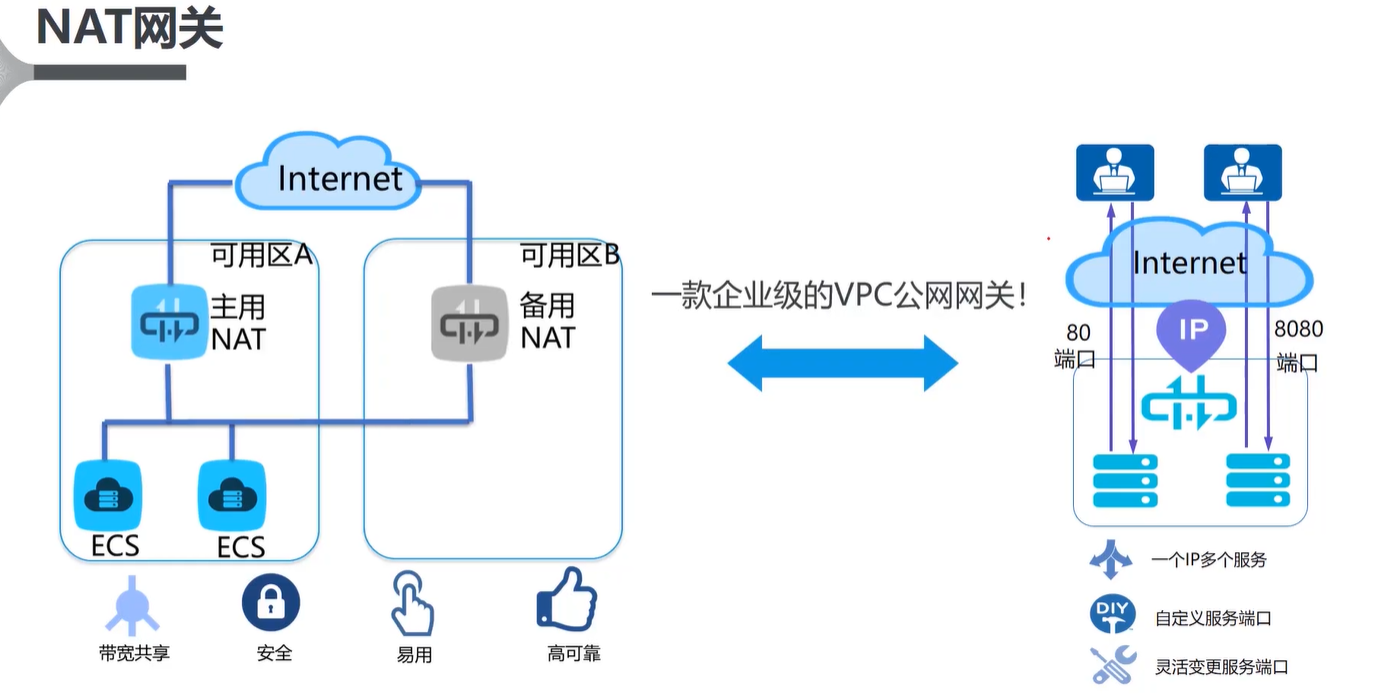 NAT网关
Internet
可用区A
主用
NAT
可用区B
备用
NAT
ECS
ECS
带宽共享
安全
易用
高可靠
一款企业级的VPC公网网关！
Internet
IP
80
端口
8080
端口
一个IP多个服务
DIY
自定义服务端口
灵活变更服务端口